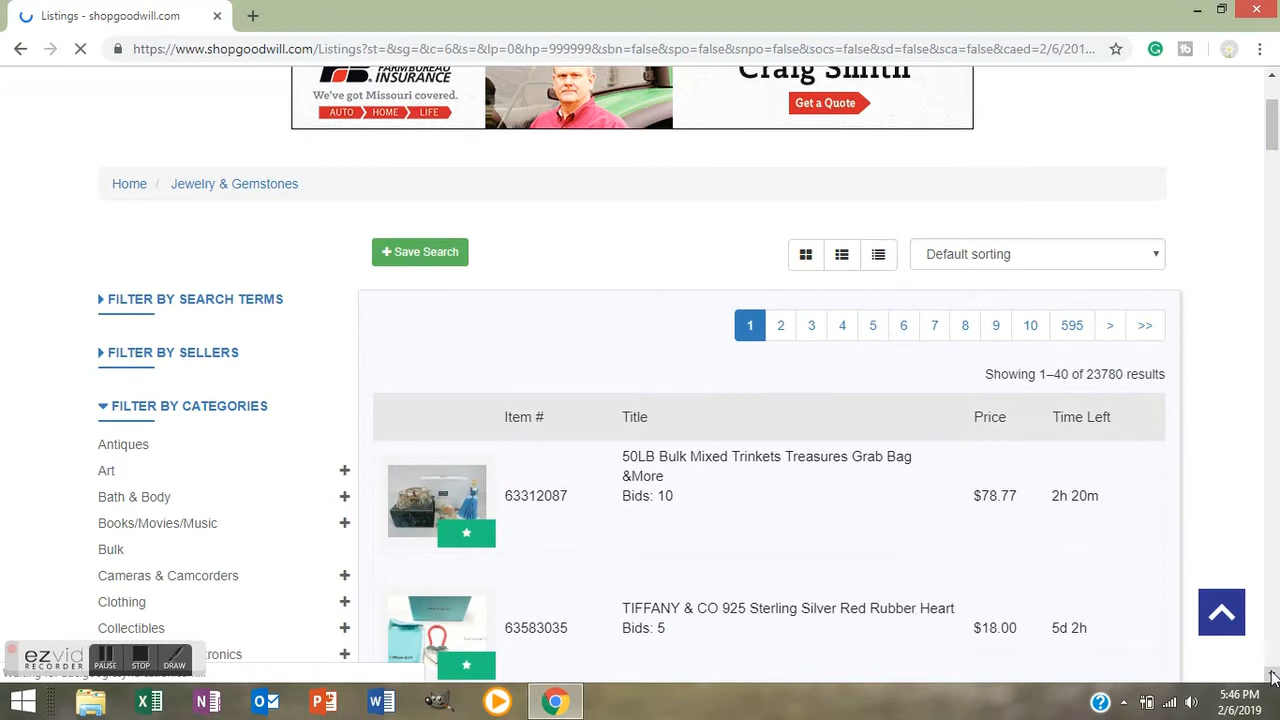 Listings - shopgoodwill.com
https://www.shopgoodwill.com/Listings?st=&sg=&c=6&s=&lp=0&hp=999999&sbn=false&spo=false&snpo=false&socs=false&sd=false&sca=false&caed=2/6/201...
FARM BUREAU
INSURANCE
We've got Missouri covered.
AUTO HOME LIFE
Craig Smith
Get a Quote
Home / Jewelry & Gemstones
Save Search
Default sorting
FILTER BY SEARCH TERMS
FILTER BY SELLERS
FILTER BY CATEGORIES
Antiques
Art
Bath & Body
Books/Movies/Music
Bulk
Cameras & Camcorders
Clothing
Collectibles
ctronics
1 2 3 4 5 6 7 8 9 10 595 > >>
Showing 1–40 of 23780 results
Item # Title Price Time Left
50LB Bulk Mixed Trinkets Treasures Grab Bag
&More
63312087 Bids: 10 $78.77 2h 20m
TIFFANY & CO 925 Sterling Silver Red Rubber Heart
63583035 Bids: 5 $18.00 5d 2h
ezvid
RECORDER
PAUSE STOP DRAW
5:46 PM
2/6/2019